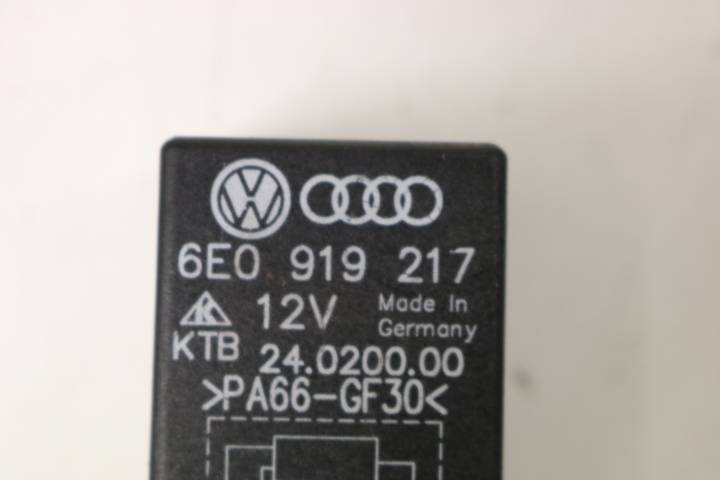 6E0 919 217
12V Made In
Germany
KTB 24.0200.00
>PA66-GF30<